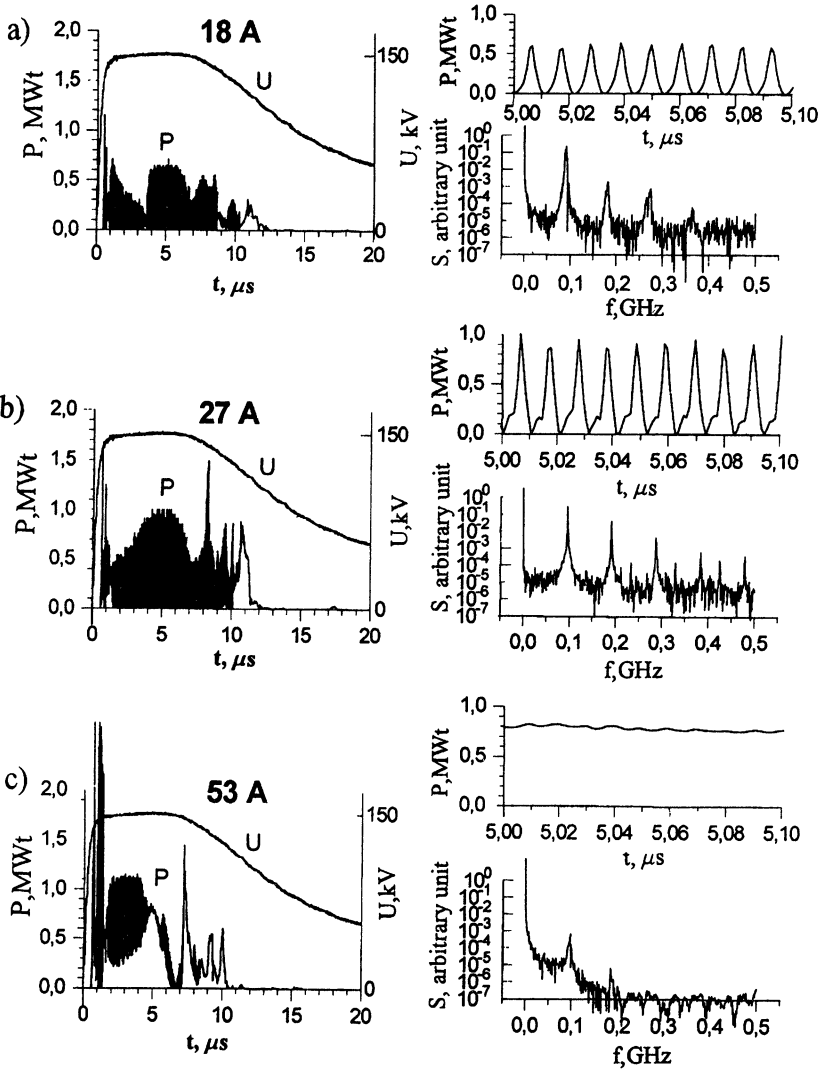 a)
18 A
P, MWt
2,0
1,5
1,0
0,5
0,0
U
P
150
0
U, kV
0 5 10 15 20
t, μs
P,MWt
1,0
0,5
0,0
5,00 5,02 5,04 5,06 5,08 5,10
t, μs
S, arbitrary unit
10⁰
10⁻¹
10⁻²
10⁻³
10⁻⁴
10⁻⁵
10⁻⁶
10⁻⁷
0,0 0,1 0,2 0,3 0,4 0,5
f,GHz
b)
27 A
P,MWt
2,0
1,5
1,0
0,5
0,0
U
P
150
0
U,kV
0 5 10 15 20
t, μs
P,MWt
1,0
0,5
0,0
5,00 5,02 5,04 5,06 5,08 5,10
t, μs
S, arbitrary unit
10⁰
10⁻¹
10⁻²
10⁻³
10⁻⁴
10⁻⁵
10⁻⁶
10⁻⁷
0,0 0,1 0,2 0,3 0,4 0,5
f,GHz
c)
53 A
P,MWt
2,0
1,5
1,0
0,5
0,0
U
P
150
0
U,kV
0 5 10 15 20
t, μs
P,MWt
1,0
0,5
0,0
5,00 5,02 5,04 5,06 5,08 5,10
t, μs
S, arbitrary unit
10⁰
10⁻¹
10⁻²
10⁻³
10⁻⁴
10⁻⁵
10⁻⁶
10⁻⁷
0,0 0,1 0,2 0,3 0,4 0,5
f,GHz